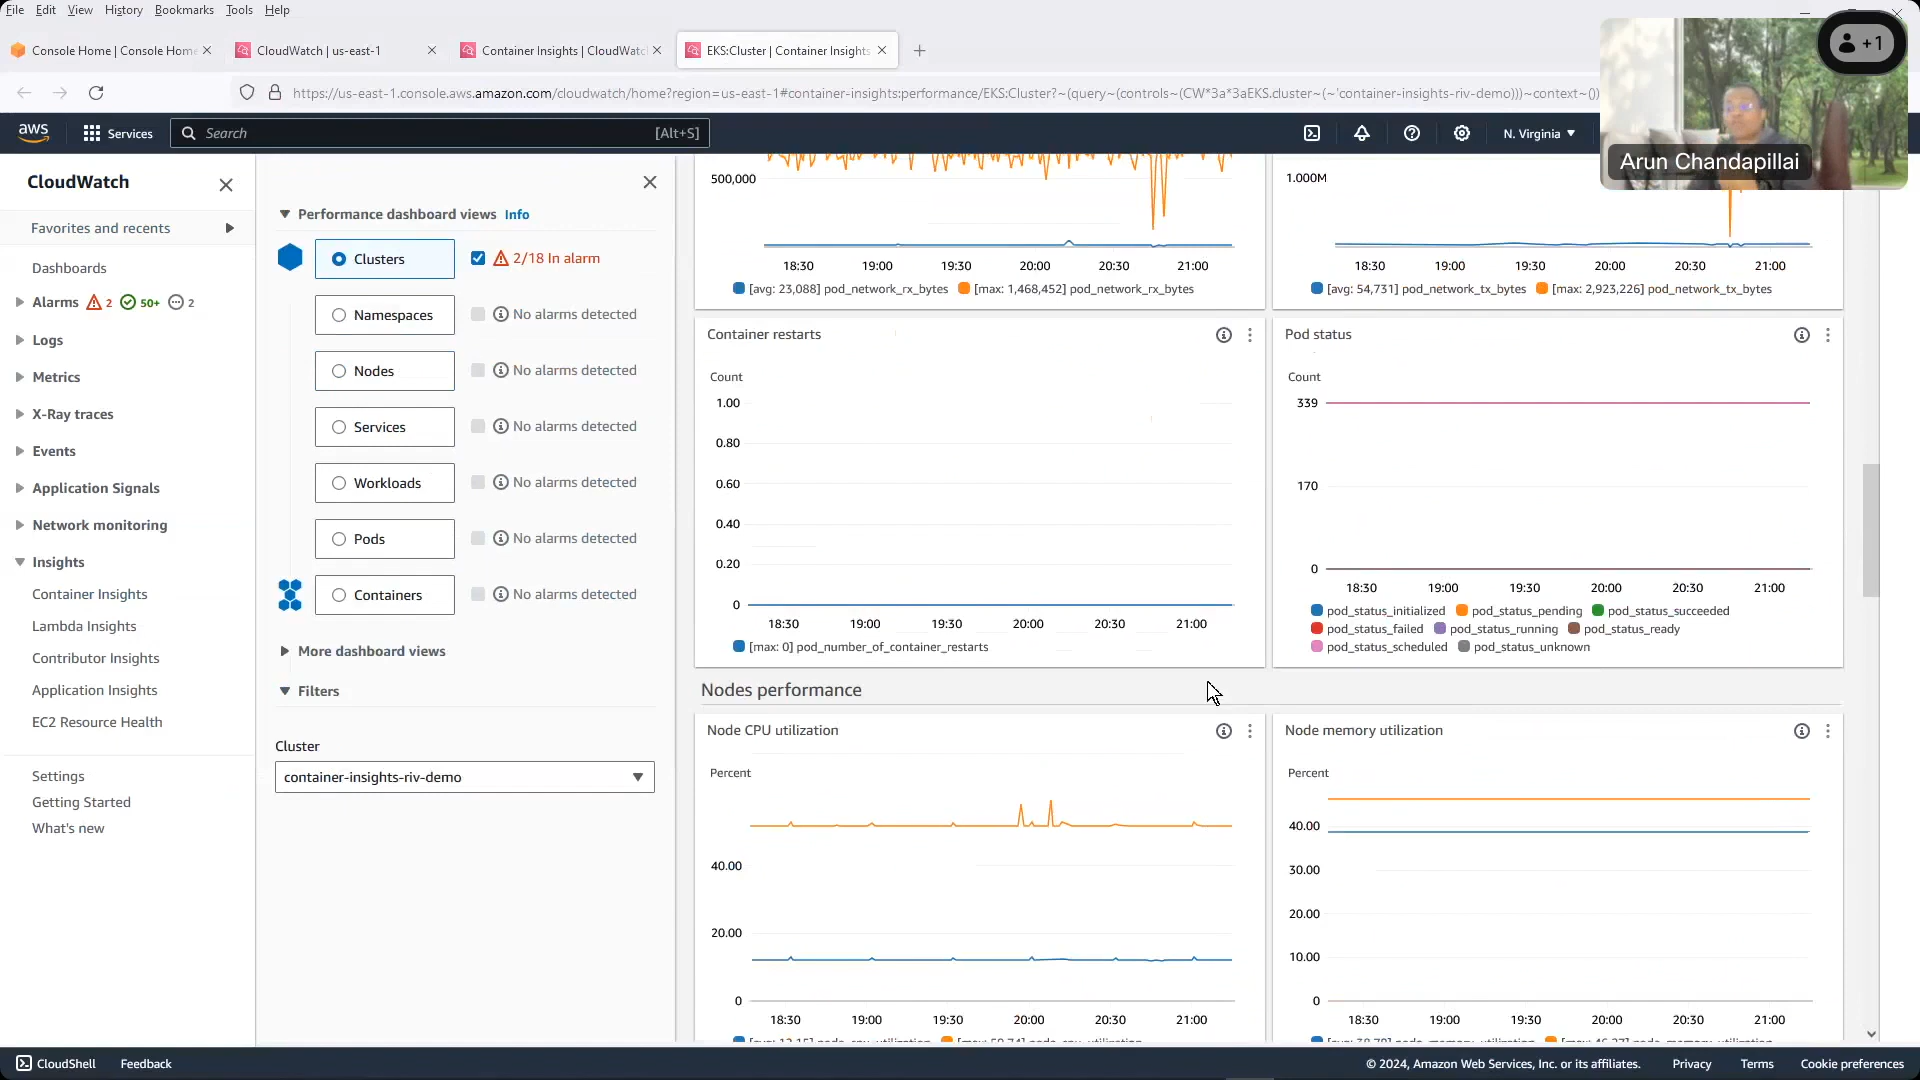 File Edit View History Bookmarks Tools Help
Console Home | Console Home
CloudWatch | us-east-1
Container Insights | CloudWatc
EKS:Cluster | Container Insights
+1
https://us-east-1.console.aws.amazon.com/cloudwatch/home?region=us-east-1#container-insights:performance/EKS:Cluster?~(query~(controls~(CW*3a*3aEKS.cluster~(~'container-insights-riv-demo)))~context~())
aws Services Search [Alt+S] N. Virginia
Arun Chandapillai
CloudWatch
Favorites and recents
Dashboards
Alarms 2 50+ 2
Logs
Metrics
X-Ray traces
Events
Application Signals
Network monitoring
Insights
Container Insights
Lambda Insights
Contributor Insights
Application Insights
EC2 Resource Health
Settings
Getting Started
What's new
Performance dashboard views Info
Clusters 2/18 In alarm
Namespaces No alarms detected
Nodes No alarms detected
Services No alarms detected
Workloads No alarms detected
Pods No alarms detected
Containers No alarms detected
More dashboard views
Filters
Cluster
container-insights-riv-demo
500,000
18:30 19:00 19:30 20:00 20:30 21:00
[avg: 23,088] pod_network_rx_bytes [max: 1,468,452] pod_network_rx_bytes
1.000M
18:30 19:00 19:30 20:00 20:30 21:00
[avg: 54,731] pod_network_tx_bytes [max: 2,923,226] pod_network_tx_bytes
Container restarts
Count
1.00
0.80
0.60
0.40
0.20
0
18:30 19:00 19:30 20:00 20:30 21:00
[max: 0] pod_number_of_container_restarts
Pod status
Count
339
170
0
18:30 19:00 19:30 20:00 20:30 21:00
pod_status_initialized pod_status_pending pod_status_succeeded
pod_status_failed pod_status_running pod_status_ready
pod_status_scheduled pod_status_unknown
Nodes performance
Node CPU utilization
Percent
40.00
20.00
0
18:30 19:00 19:30 20:00 20:30 21:00
Node memory utilization
Percent
40.00
30.00
20.00
10.00
0
18:30 19:00 19:30 20:00 20:30 21:00
CloudShell Feedback © 2024, Amazon Web Services, Inc. or its affiliates. Privacy Terms Cookie preferences